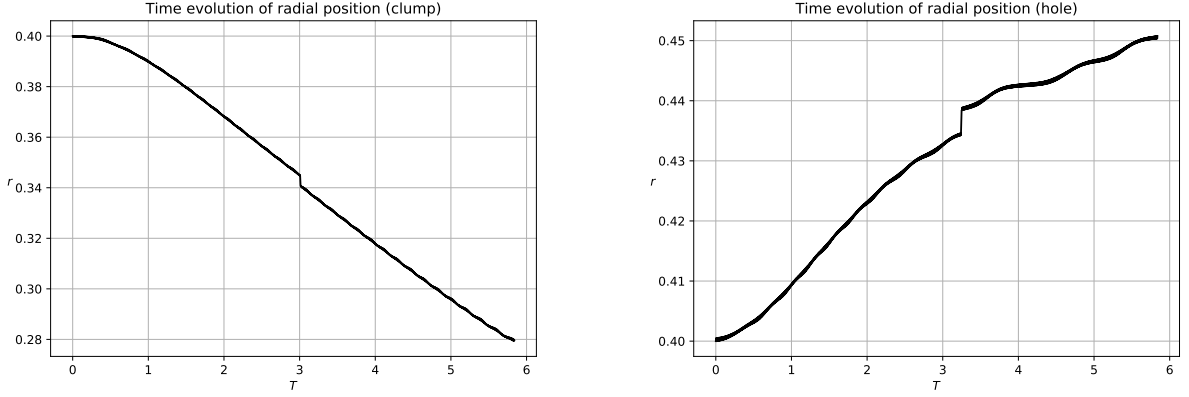 Time evolution of radial position (clump)
0.40
0.38
0.36
0.34
0.32
0.30
0.28
r
0 1 2 3 4 5 6
T
Time evolution of radial position (hole)
0.45
0.44
0.43
0.42
0.41
0.40
r
0 1 2 3 4 5 6
T